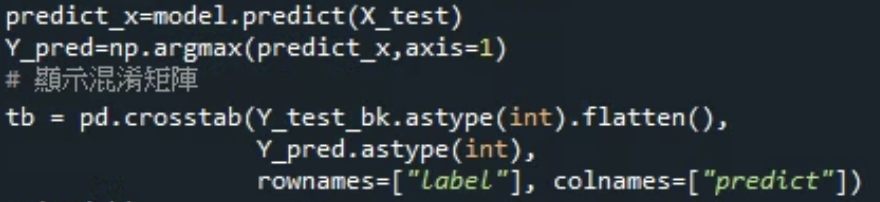 predict_x=model.predict(X_test)
Y_pred=np.argmax(predict_x,axis=1)
# 顯示混淆矩陣
tb = pd.crosstab(Y_test_bk.astype(int).flatten(),
                 Y_pred.astype(int),
                 rownames=["label"], colnames=["predict"])